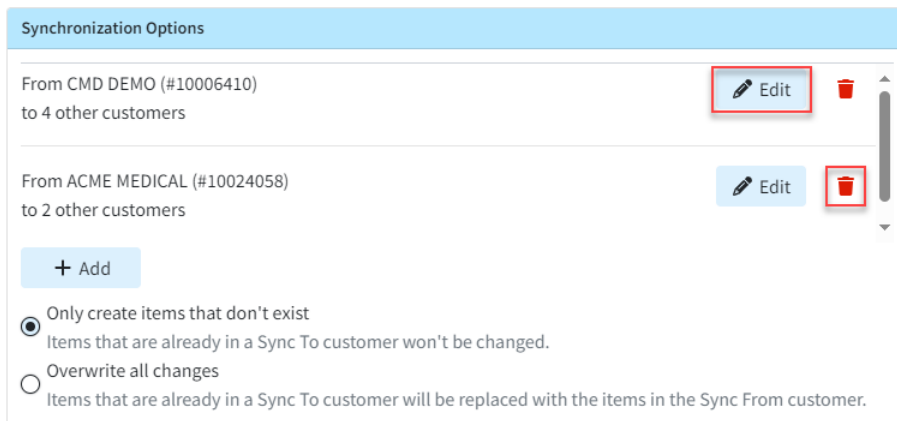 Synchronization Options
From CMD DEMO (#10006410)
Edit
to 4 other customers
From ACME MEDICAL (#10024058)
Edit
to 2 other customers
+ Add
Only create items that don't exist
Items that are already in a Sync To customer won't be changed.
Overwrite all changes
Items that are already in a Sync To customer will be replaced with the items in the Sync From customer.